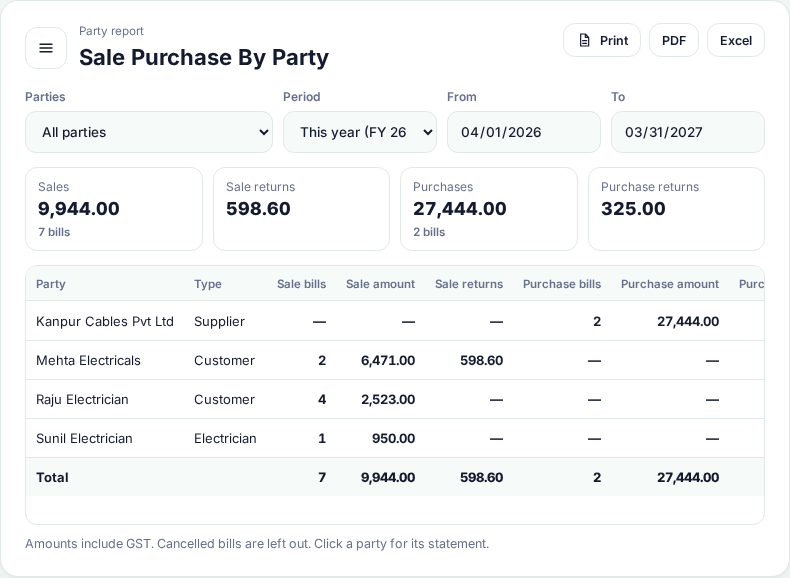 Party report
Sale Purchase By Party
Print
PDF
Excel
Parties
Period
From
To
All parties
This year (FY 26
04/01/2026
03/31/2027
Sales
9,944.00
7 bills
Sale returns
598.60
Purchases
27,444.00
2 bills
Purchase returns
325.00
Party Type Sale bills Sale amount Sale returns Purchase bills Purchase amount Purc
Kanpur Cables Pvt Ltd Supplier — — — 2 27,444.00
Mehta Electricals Customer 2 6,471.00 598.60 — —
Raju Electrician Customer 4 2,523.00 — — —
Sunil Electrician Electrician 1 950.00 — — —
Total 7 9,944.00 598.60 2 27,444.00
Amounts include GST. Cancelled bills are left out. Click a party for its statement.